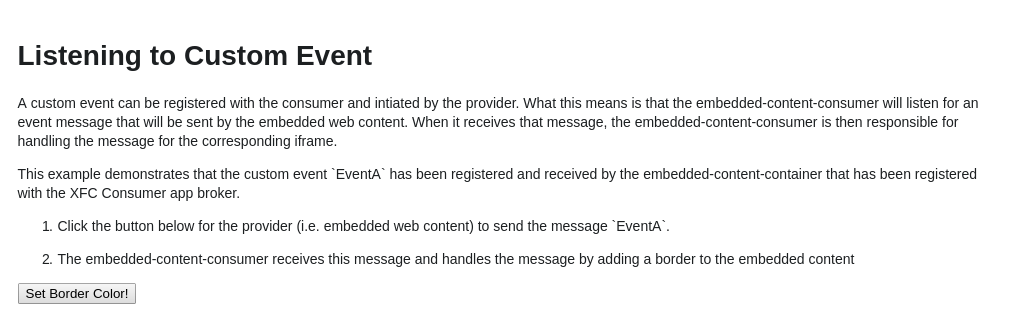 Listening to Custom Event
A custom event can be registered with the consumer and intiated by the provider. What this means is that the embedded-content-consumer will listen for an
event message that will be sent by the embedded web content. When it receives that message, the embedded-content-consumer is then responsible for
handling the message for the corresponding iframe.
This example demonstrates that the custom event `EventA` has been registered and received by the embedded-content-container that has been registered
with the XFC Consumer app broker.
1. Click the button below for the provider (i.e. embedded web content) to send the message `EventA`.
2. The embedded-content-consumer receives this message and handles the message by adding a border to the embedded content
Set Border Color!